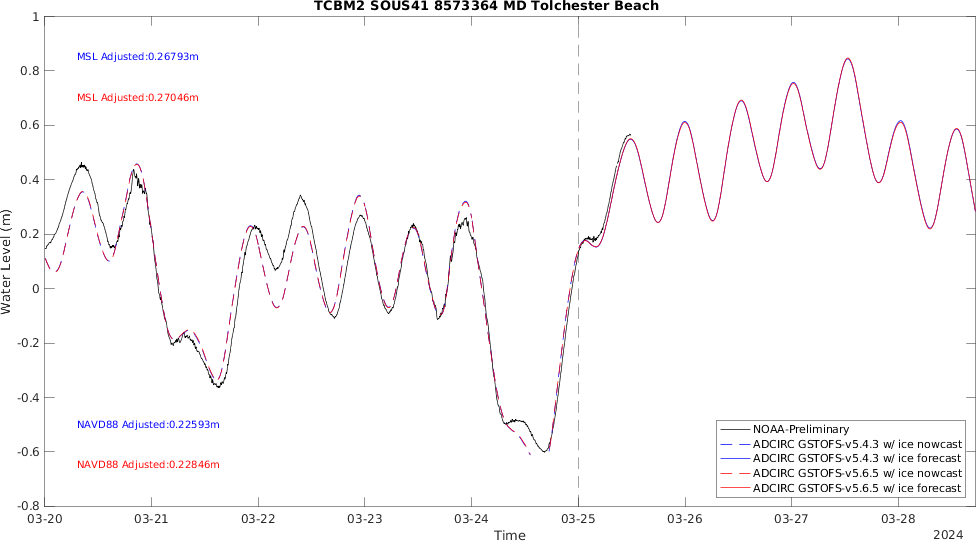 TCBM2 SOUS41 8573364 MD Tolchester Beach
MSL Adjusted:0.26793m
MSL Adjusted:0.27046m
NAVD88 Adjusted:0.22593m
NAVD88 Adjusted:0.22846m
Water Level (m)
1
0.8
0.6
0.4
0.2
0
-0.2
-0.4
-0.6
-0.8
NOAA-Preliminary
ADCIRC GSTOFS-v5.4.3 w/ ice nowcast
ADCIRC GSTOFS-v5.4.3 w/ ice forecast
ADCIRC GSTOFS-v5.6.5 w/ ice nowcast
ADCIRC GSTOFS-v5.6.5 w/ ice forecast
03-20 03-21 03-22 03-23 03-24 03-25 03-26 03-27 03-28
Time
2024